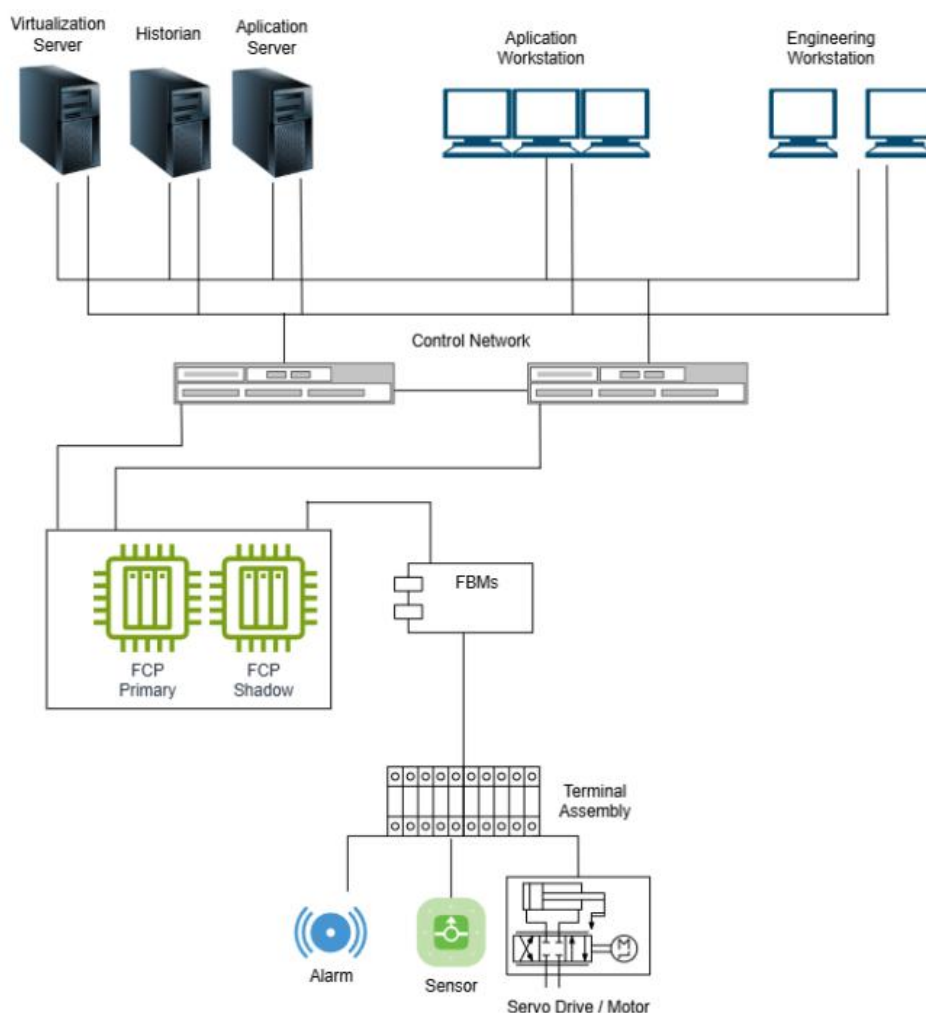 Virtualization
Server
Historian
Aplication
Server
Aplication
Workstation
Engineering
Workstation
Control Network
FBMs
FCP
Primary
FCP
Shadow
Terminal
Assembly
Alarm
Sensor
Servo Drive / Motor
M